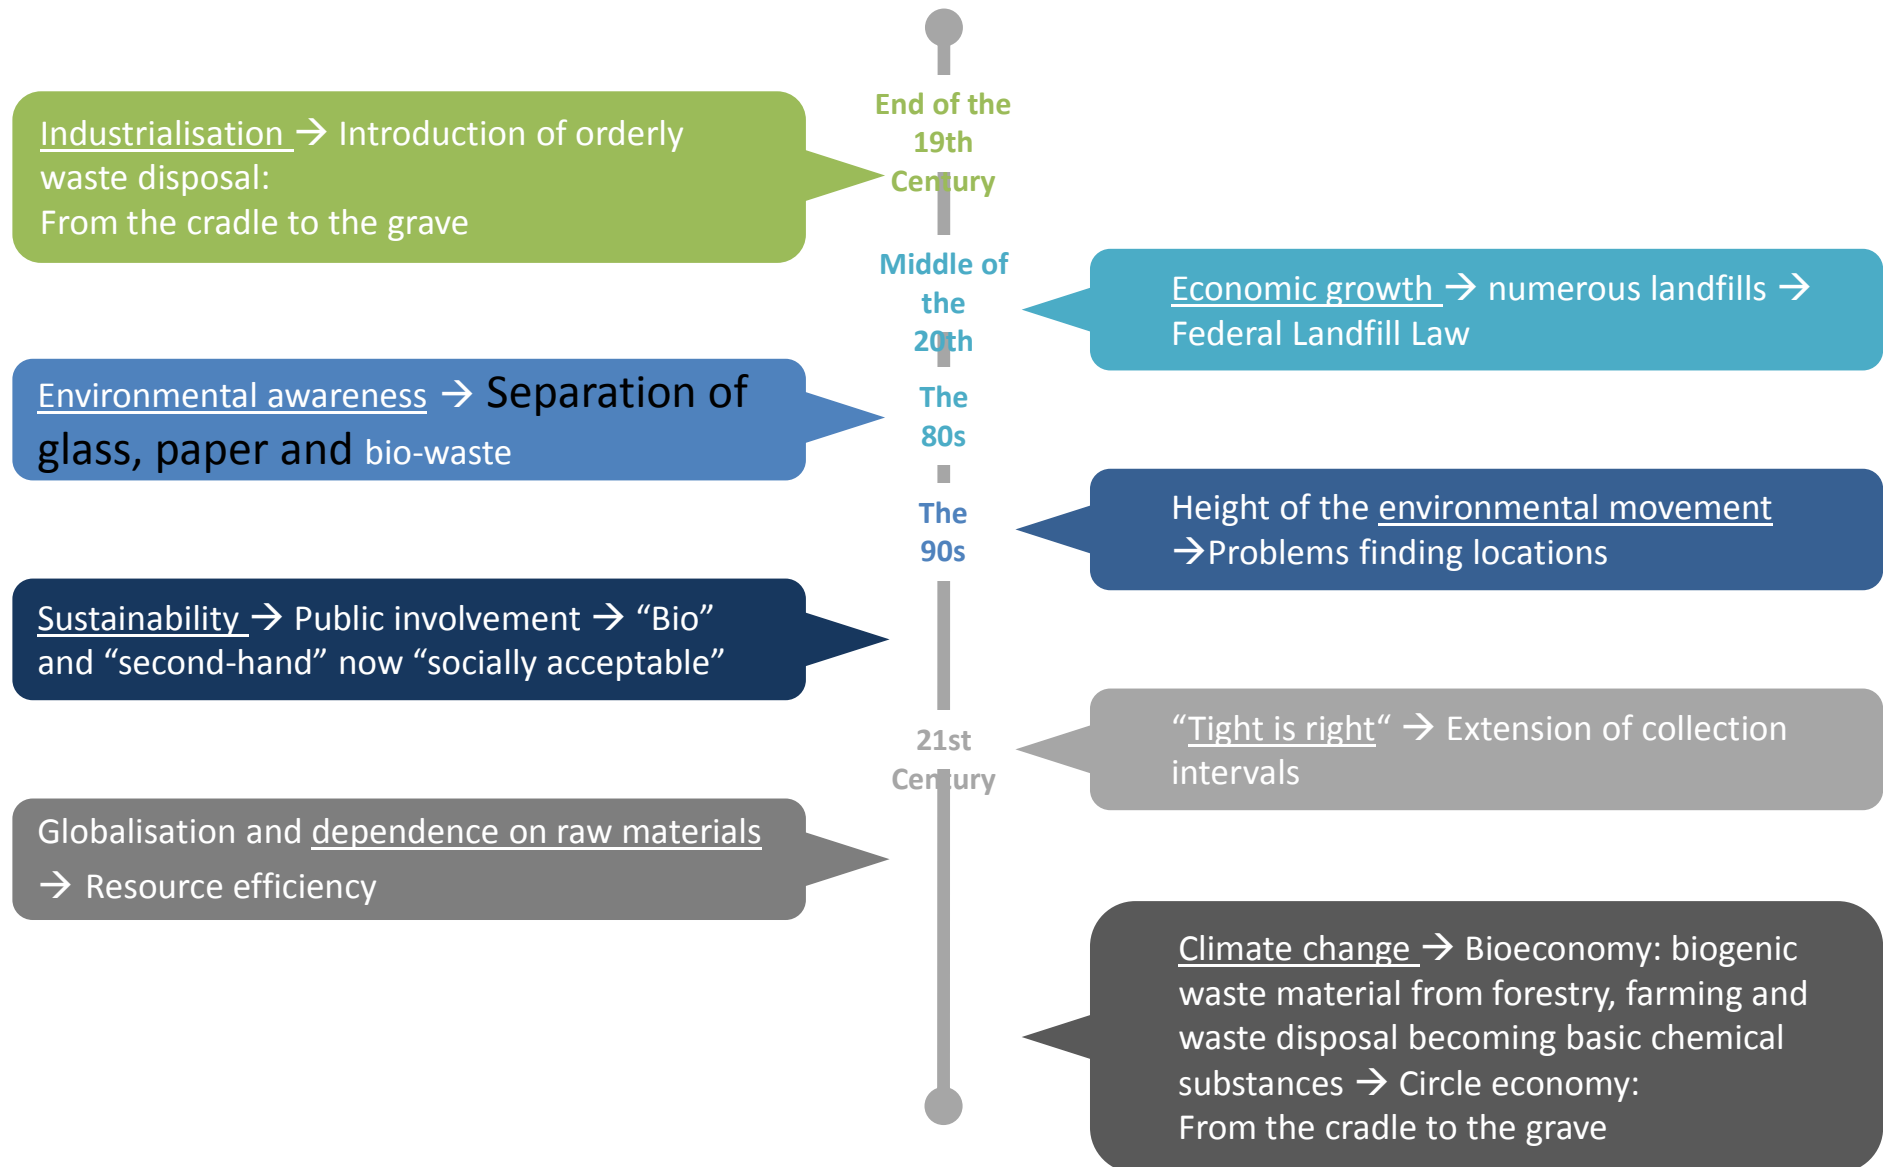 End of the
19th
Century
Industrialisation → Introduction of orderly
waste disposal:
From the cradle to the grave
Middle of
the
20th
Economic growth → numerous landfills →
Federal Landfill Law
Environmental awareness → Separation of
glass, paper and bio-waste
The
80s
Height of the environmental movement
→Problems finding locations
The
90s
Sustainability → Public involvement → “Bio”
and “second-hand” now “socially acceptable”
21st
Century
“Tight is right“ → Extension of collection
intervals
Globalisation and dependence on raw materials
→ Resource efficiency
Climate change → Bioeconomy: biogenic
waste material from forestry, farming and
waste disposal becoming basic chemical
substances → Circle economy:
From the cradle to the grave